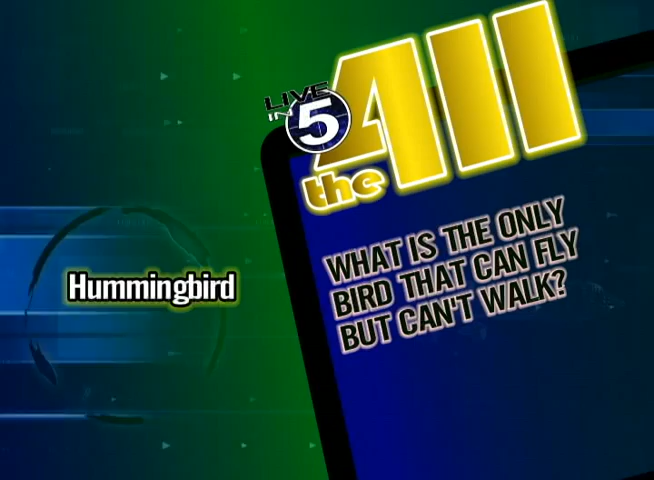 LIVE
IN 5
the 411
WHAT IS THE ONLY
BIRD THAT CAN FLY
BUT CAN'T WALK?
Hummingbird